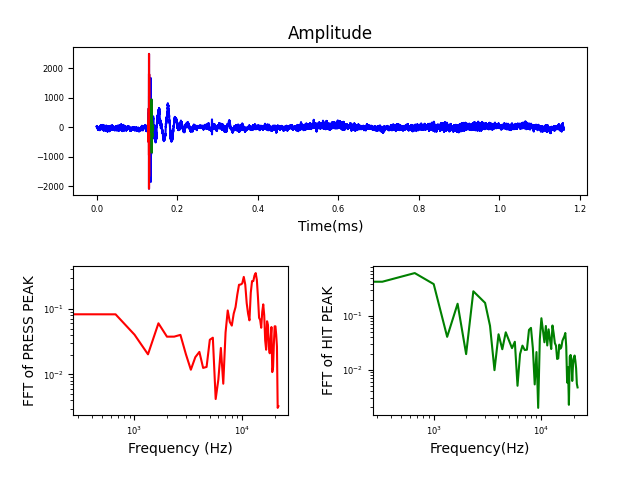 Amplitude
2000
1000
0
−1000
−2000
0.0 0.2 0.4 0.6 0.8 1.0 1.2
Time(ms)
FFT of PRESS PEAK
10⁻¹
10⁻²
10³ 10⁴
Frequency (Hz)
FFT of HIT PEAK
10⁻¹
10⁻²
10³ 10⁴
Frequency(Hz)